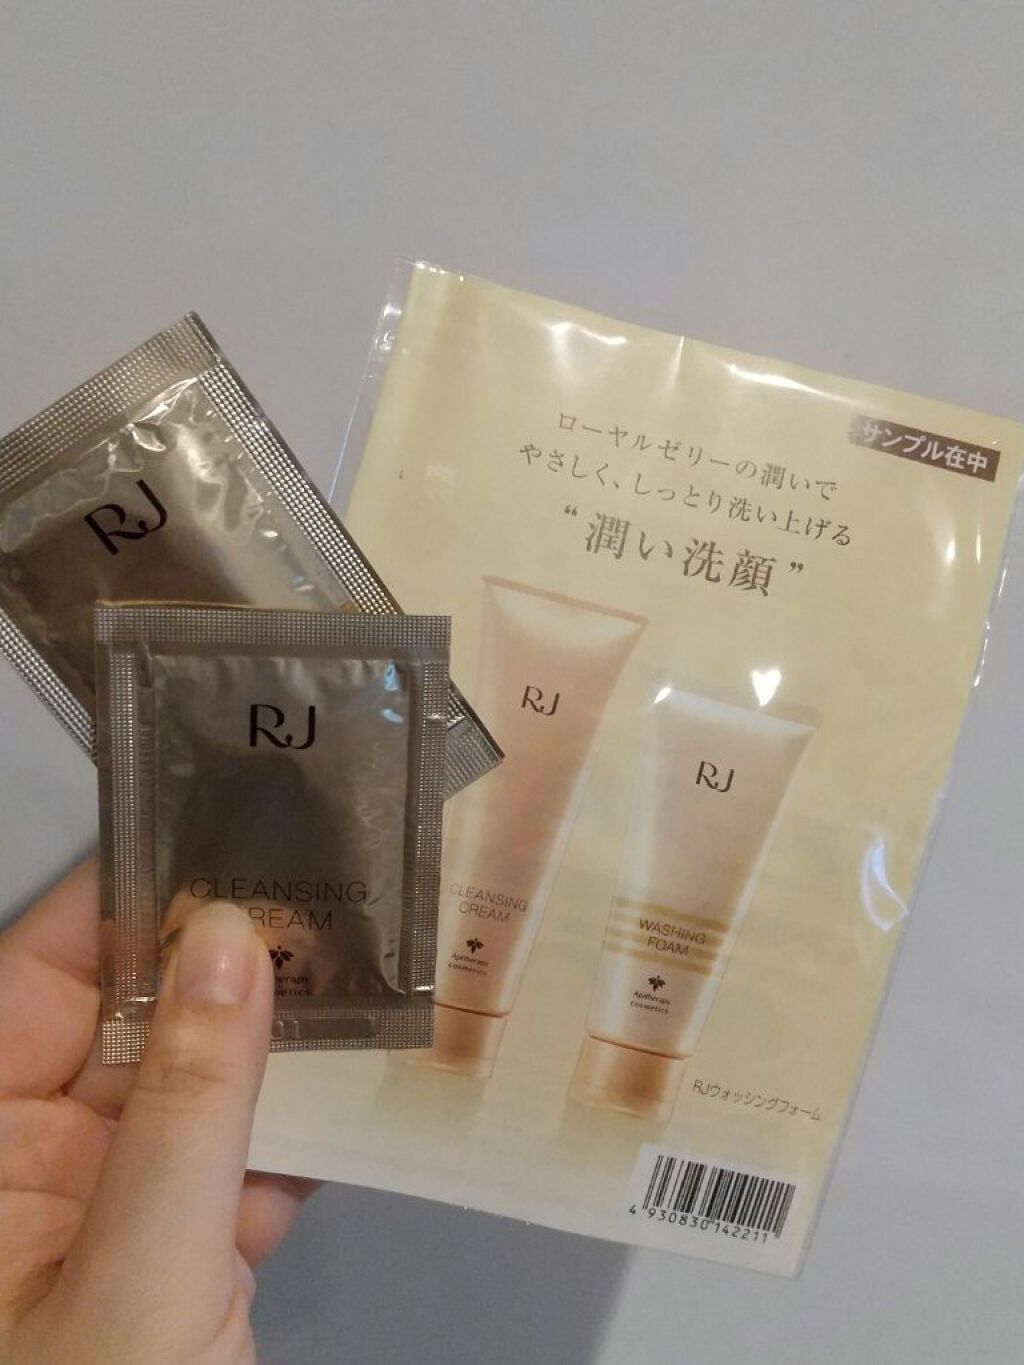 サンプル在中
ローヤルゼリーの潤いで
やさしく、しっとり洗い上げる
“潤い洗顔”
RJ
RJ
CLEANSING
CREAM
RJ
CLEANSING
CREAM
Apitherapy
cosmetics
RJ
WASHING
FOAM
Apitherapy
cosmetics
RJウォッシングフォーム
4 930830 142211